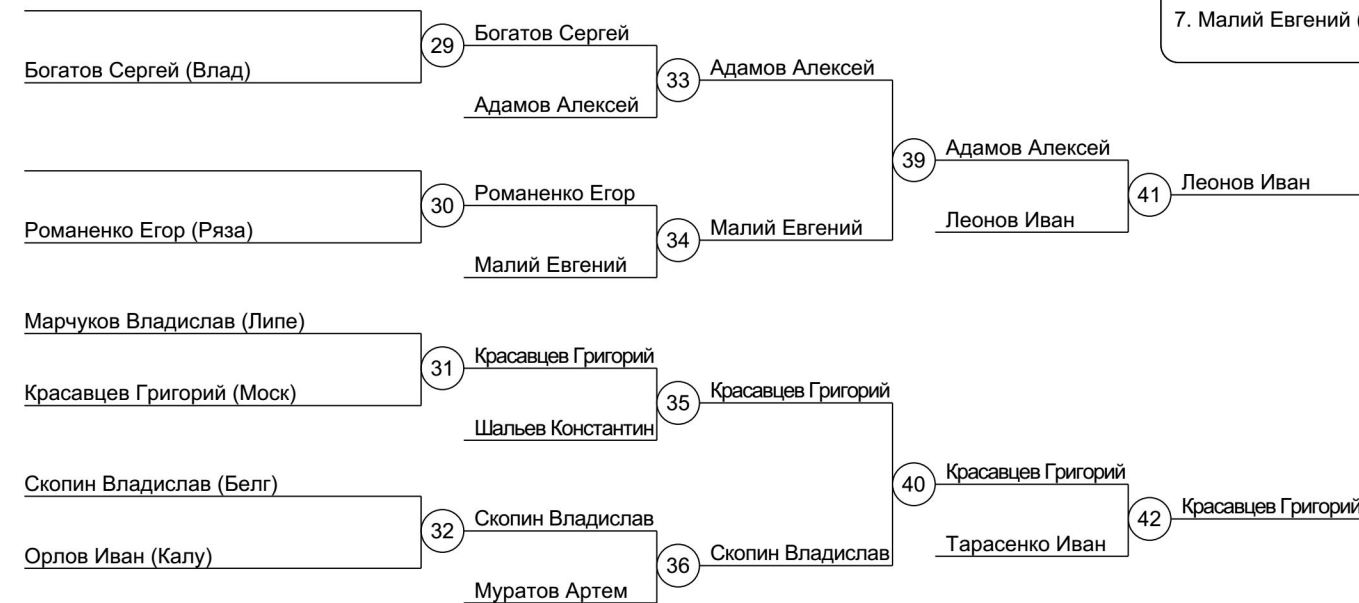 7. Малий Евгений (
Богатов Сергей
29
Богатов Сергей (Влад)
Адамов Алексей
33
Адамов Алексей
Адамов Алексей
39
Леонов Иван
41
Романенко Егор
30
Леонов Иван
Малий Евгений
Романенко Егор (Ряза)
34
Малий Евгений
Марчуков Владислав (Липе)
Красавцев Григорий
31
Красавцев Григорий
Красавцев Григорий (Моск)
35
Шальев Константин
Красавцев Григорий
Скопин Владислав (Белг)
40
Красавцев Григорий
Скопин Владислав
42
32
Тарасенко Иван
Скопин Владислав
Орлов Иван (Калу)
36
Муратов Артем